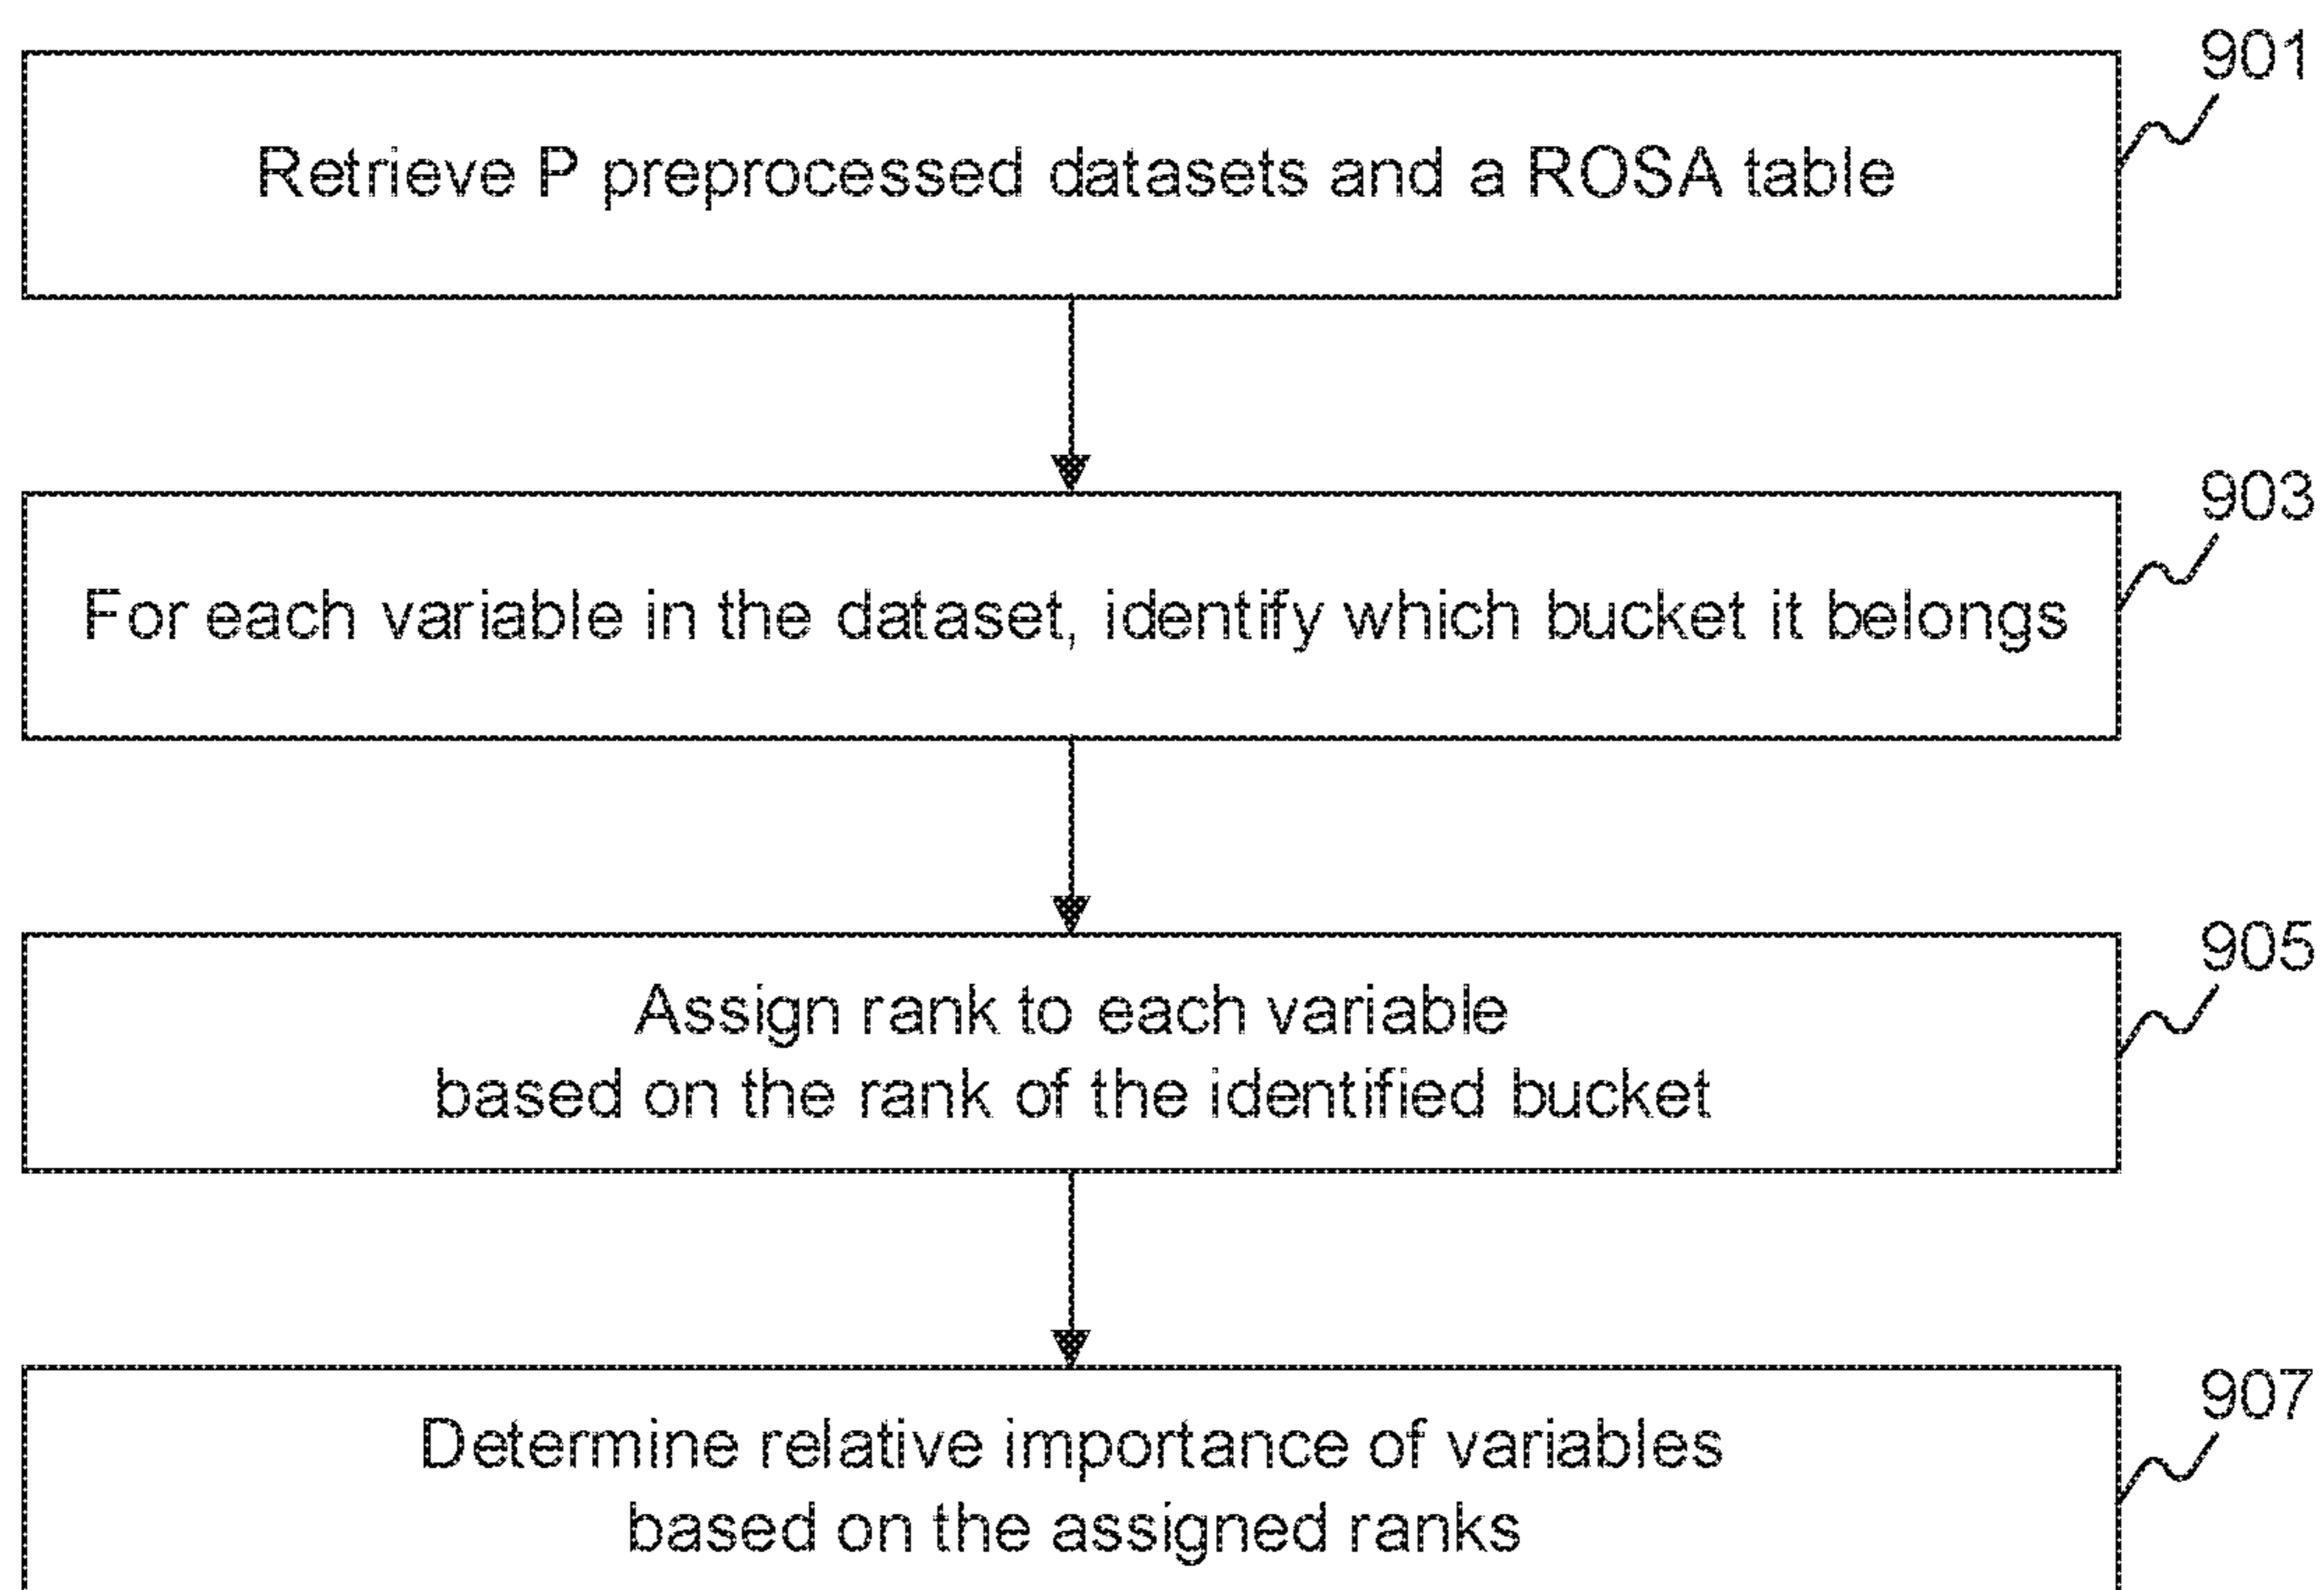 901
Retrieve P preprocessed datasets and a ROSA table
903
For each variable in the dataset, identify which bucket it belongs
905
Assign rank to each variable
based on the rank of the identified bucket
907
Determine relative importance of variables
based on the assigned ranks